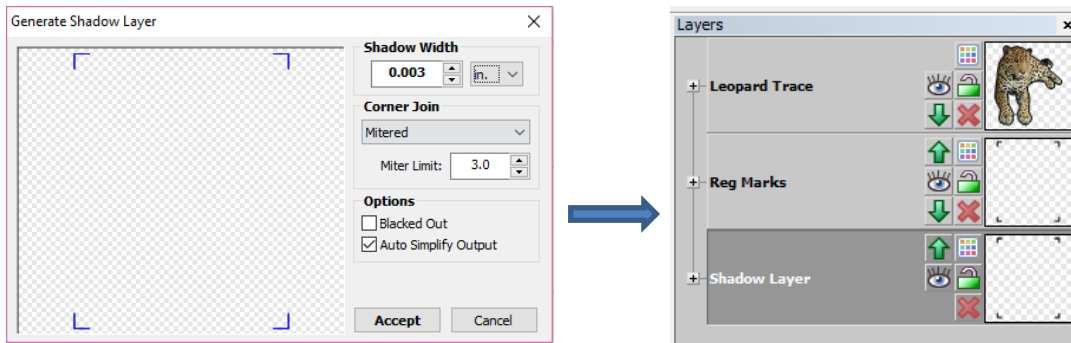 Generate Shadow Layer
Shadow Width
0.003 in.
Corner Join
Mitered
Miter Limit: 3.0
Options
Blacked Out
Auto Simplify Output
Accept Cancel
Layers
Leopard Trace
Reg Marks
Shadow Layer